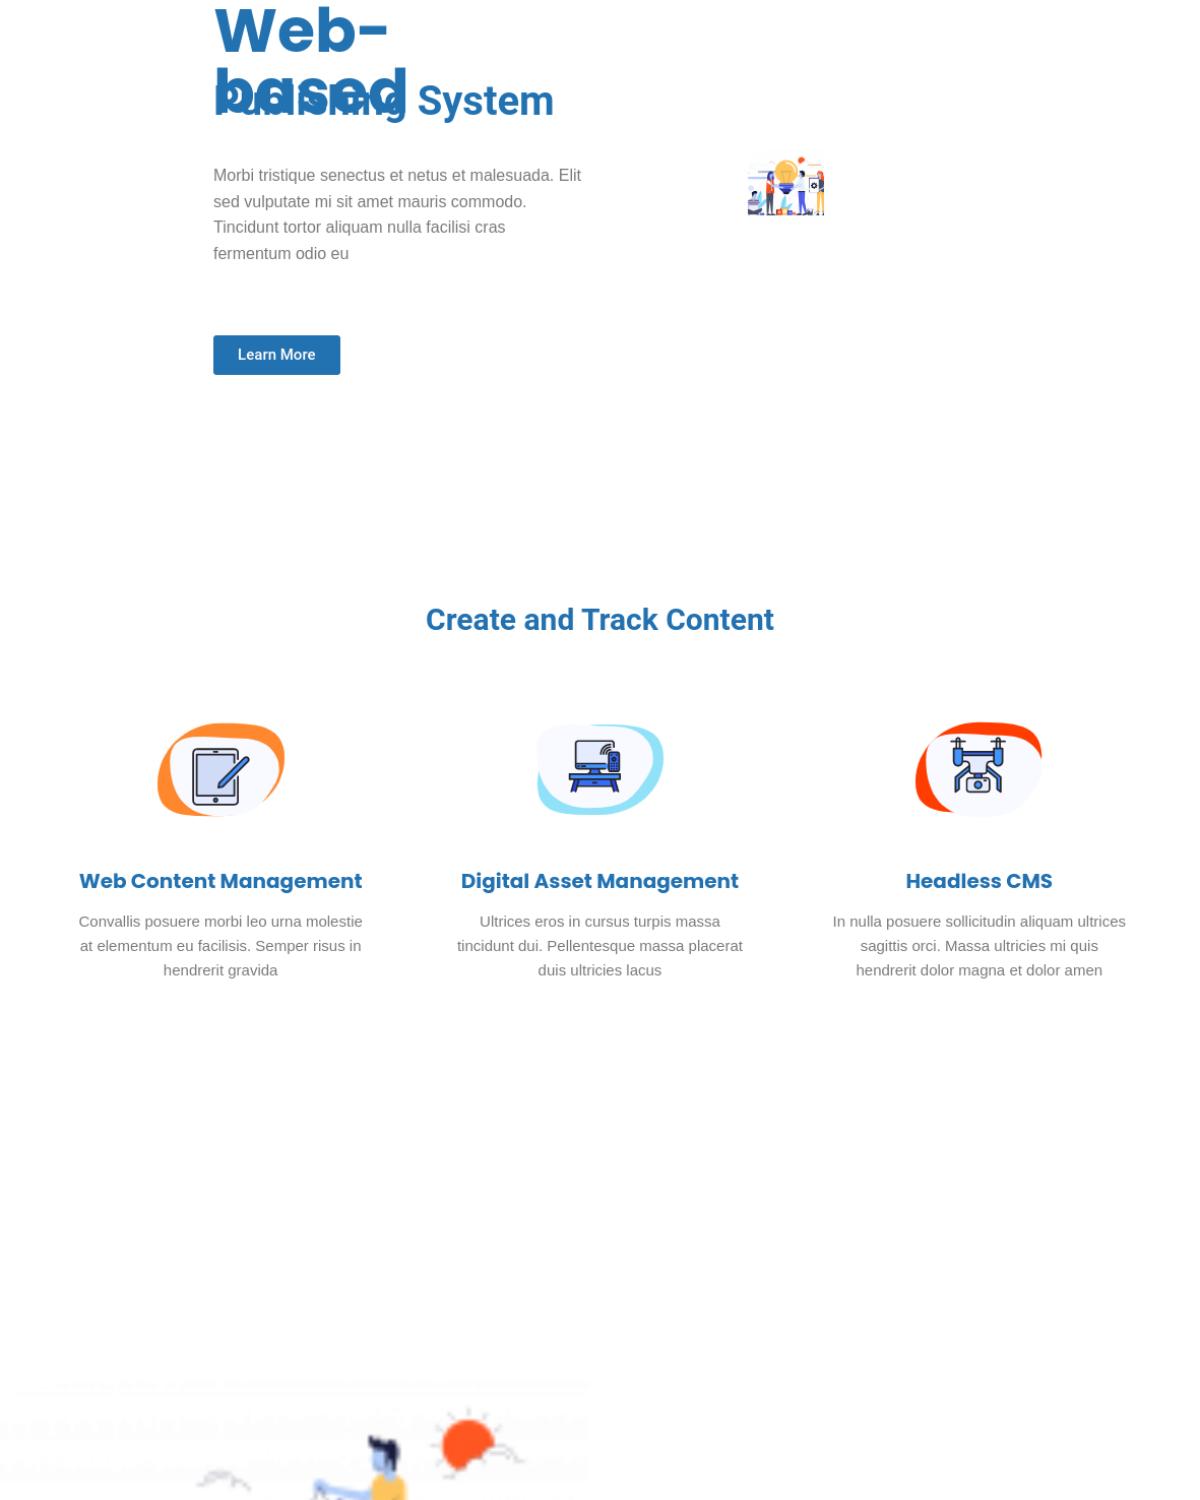 Web-
based
Publishing System
Morbi tristique senectus et netus et malesuada. Elit
sed vulputate mi sit amet mauris commodo.
Tincidunt tortor aliquam nulla facilisi cras
fermentum odio eu
Learn More
Create and Track Content
Web Content Management
Convallis posuere morbi leo urna molestie
at elementum eu facilisis. Semper risus in
hendrerit gravida
Digital Asset Management
Ultrices eros in cursus turpis massa
tincidunt dui. Pellentesque massa placerat
duis ultricies lacus
Headless CMS
In nulla posuere sollicitudin aliquam ultrices
sagittis orci. Massa ultricies mi quis
hendrerit dolor magna et dolor amen